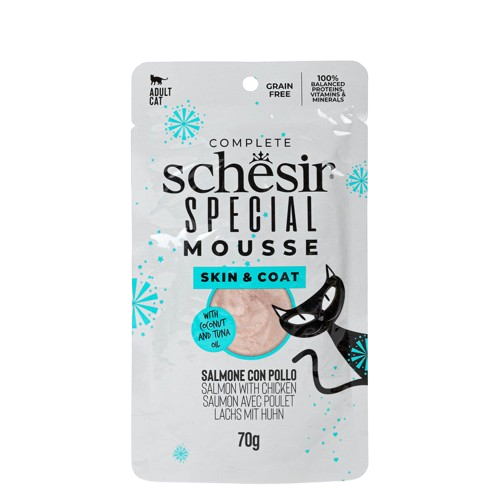 ADULT
CAT
GRAIN
FREE
100%
BALANCED
PROTEINS,
VITAMINS &
MINERALS
COMPLETE
schesir
SPECIAL
MOUSSE
SKIN & COAT
WITH
COCONUT
AND TUNA
OIL
SALMONE CON POLLO
SALMON WITH CHICKEN
SAUMON AVEC POULET
LACHS MIT HUHN
70g